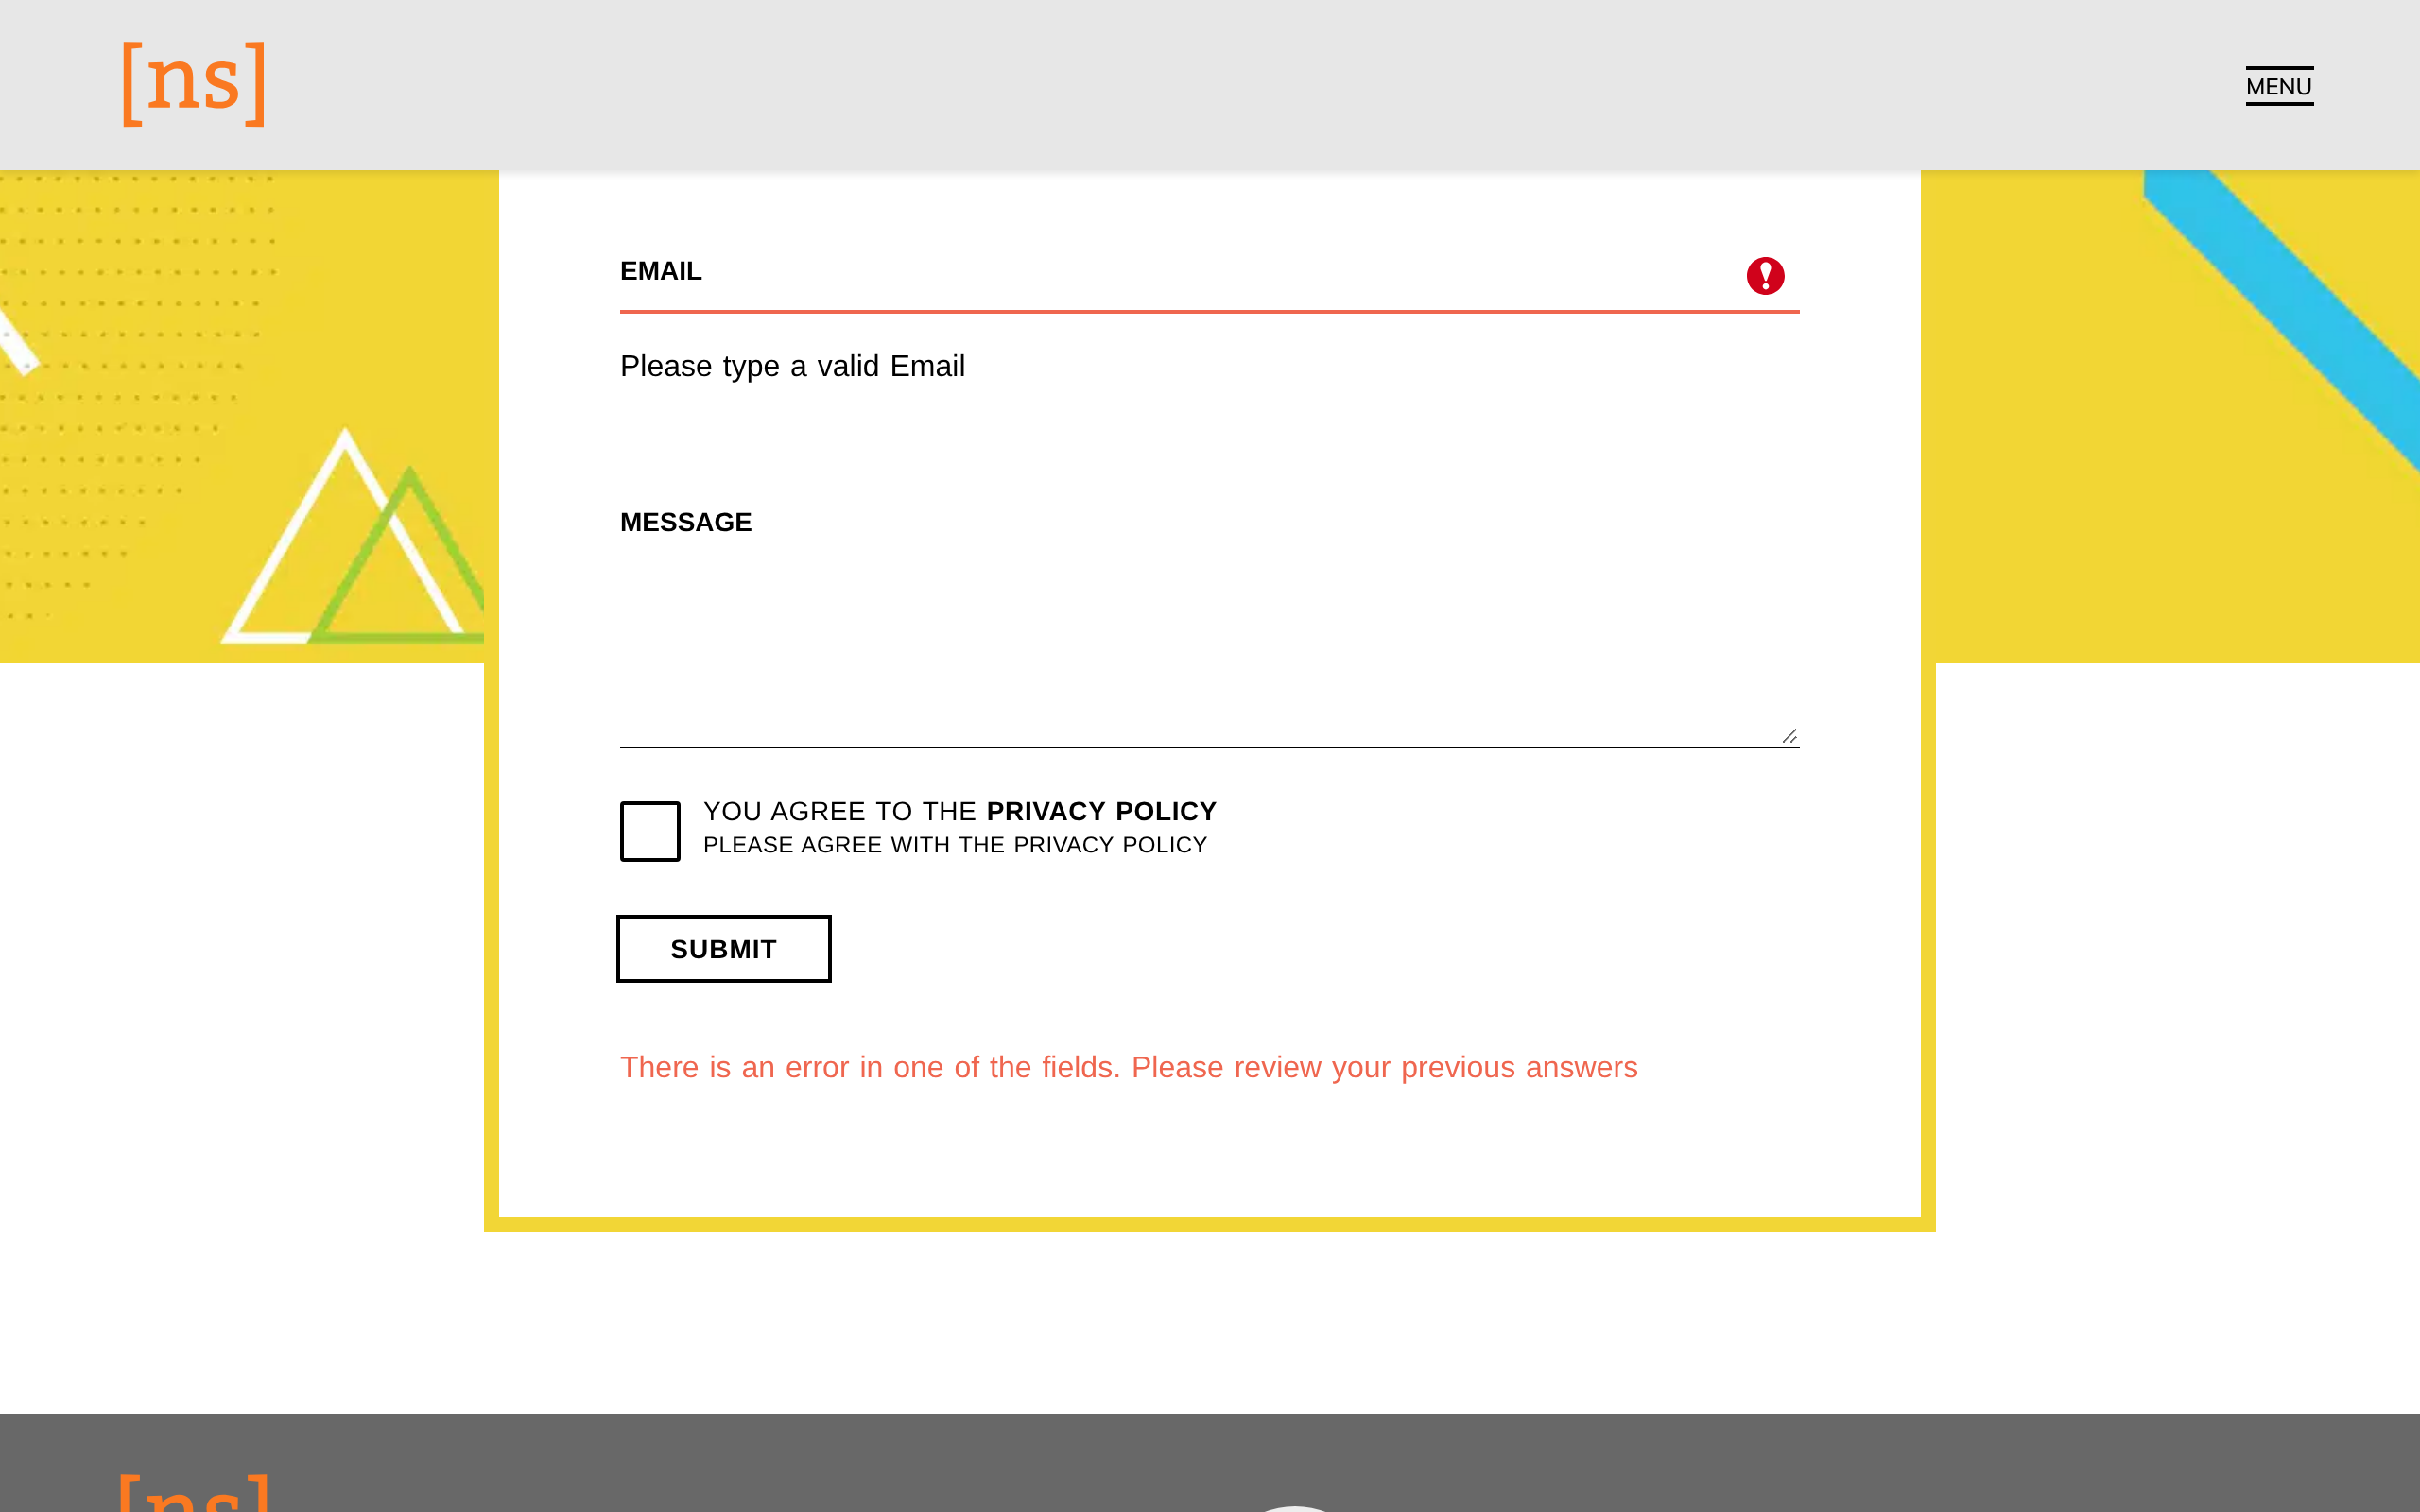 [ns]
MENU
EMAIL
Please type a valid Email
MESSAGE
YOU AGREE TO THE PRIVACY POLICY
PLEASE AGREE WITH THE PRIVACY POLICY
SUBMIT
There is an error in one of the fields. Please review your previous answers
[ns]